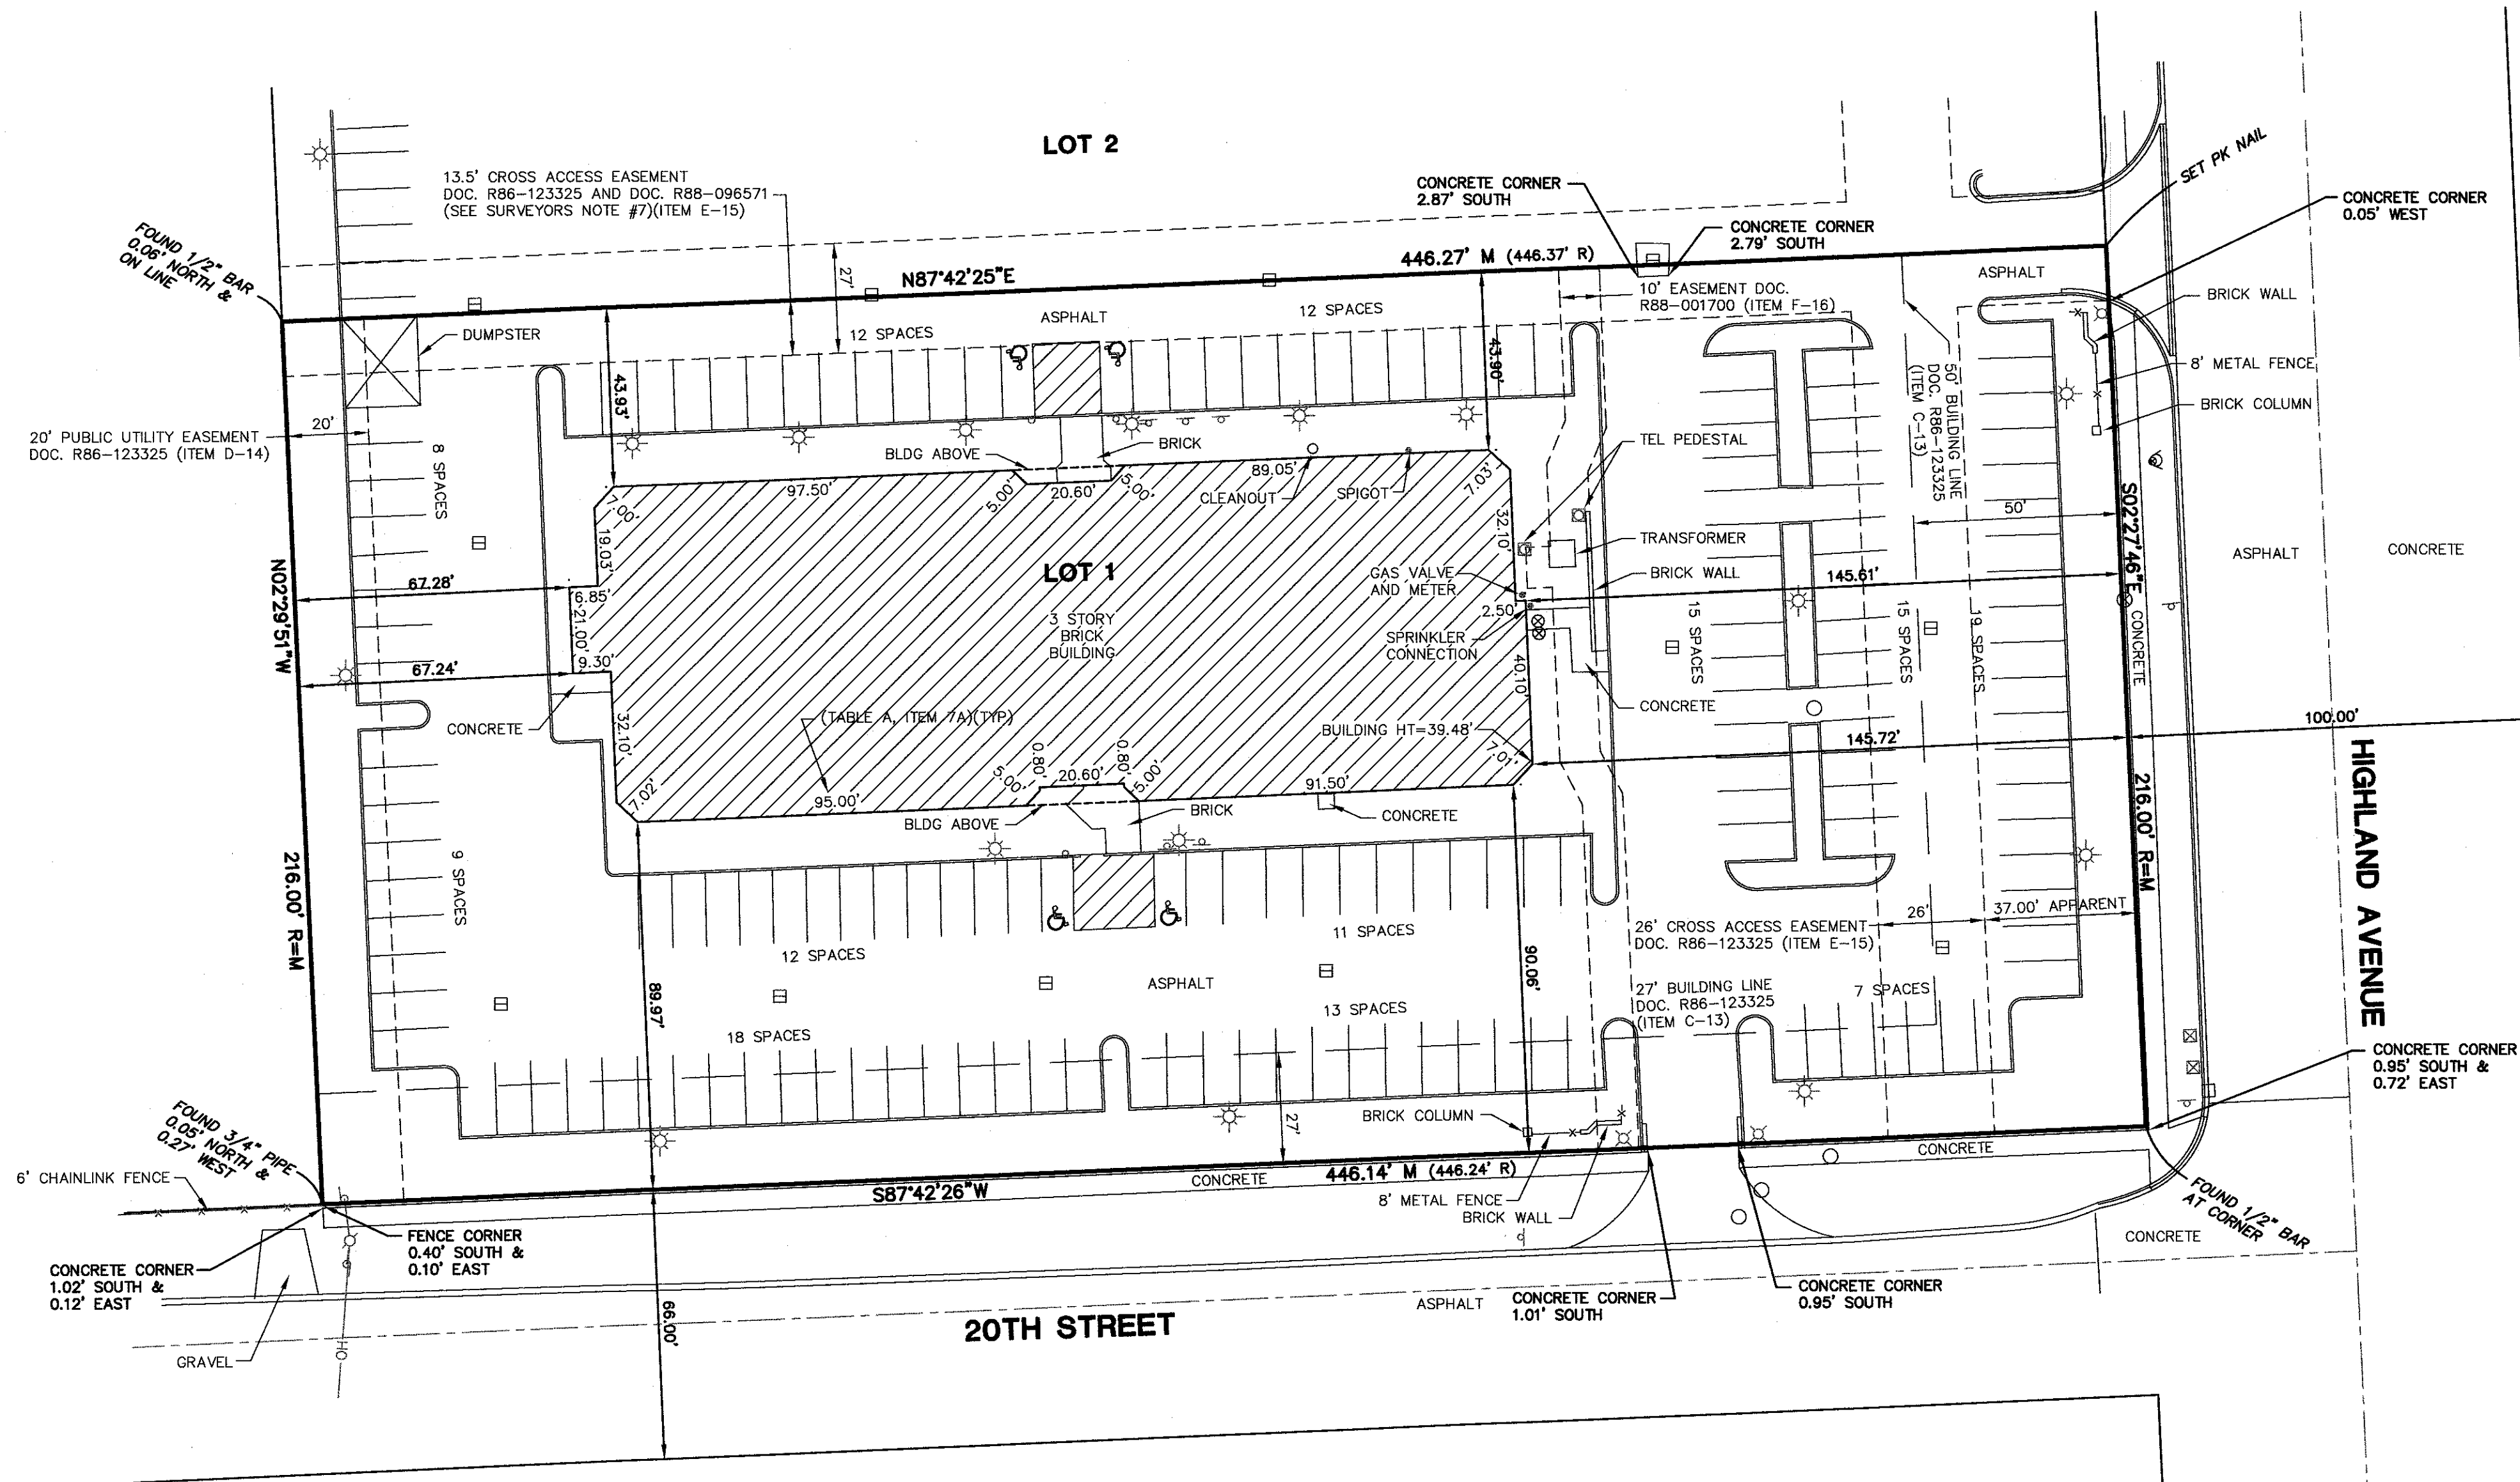 LOT 2
SET PK NAIL
13.5' CROSS ACCESS EASEMENT
DOC. R86-123325 AND DOC. R88-096571
(SEE SURVEYORS NOTE #7)(ITEM E-15)
CONCRETE CORNER
2.87' SOUTH
CONCRETE CORNER
0.05' WEST
CONCRETE CORNER
2.79' SOUTH
FOUND 1/2" BAR
0.06' NORTH &
ON LINE
446.27' M (446.37' R)
N87°42'25"E
27'
ASPHALT
10' EASEMENT DOC.
R88-001700 (ITEM F-16)
BRICK WALL
DUMPSTER
12 SPACES
ASPHALT
12 SPACES
8' METAL FENCE
50' BUILDING LINE
DOC. R86-123325
(ITEM C-13)
43.93'
43.90'
BRICK COLUMN
20' PUBLIC UTILITY EASEMENT
DOC. R86-123325 (ITEM D-14)
20'
8 SPACES
BLDG ABOVE
BRICK
TEL PEDESTAL
97.50'
5.00'
20.60'
5.00'
89.05'
CLEANOUT
SPIGOT
7.03'
7.00'
19.03'
32.10'
50'
S02°27'46"E
TRANSFORMER
ASPHALT
CONCRETE
LOT 1
GAS VALVE
AND METER
BRICK WALL
145.61'
N02°29'51"W
67.28'
6.85'
21.00'
9.30'
3 STORY
BRICK
BUILDING
2.50'
SPRINKLER
CONNECTION
15 SPACES
15 SPACES
19 SPACES
CONCRETE
67.24'
40.10'
CONCRETE
32.10'
CONCRETE
(TABLE A, ITEM 7A)(TYP)
BUILDING HT=39.48'
100.00'
145.72'
7.02'
95.00'
5.00'
0.80'
20.60'
0.80'
5.00'
91.50'
7.01'
BLDG ABOVE
BRICK
CONCRETE
216.00' R=M
216.00' R=M
HIGHLAND AVENUE
9 SPACES
12 SPACES
11 SPACES
26' CROSS ACCESS EASEMENT
DOC. R86-123325 (ITEM E-15)
26'
37.00' APPARENT
89.97'
90.06'
ASPHALT
27' BUILDING LINE
DOC. R86-123325
(ITEM C-13)
7 SPACES
18 SPACES
13 SPACES
CONCRETE CORNER
0.95' SOUTH &
0.72' EAST
BRICK COLUMN
27'
FOUND 3/4" PIPE
0.05' NORTH &
0.27' WEST
6' CHAINLINK FENCE
S87°42'26"W
CONCRETE
446.14' M (446.24' R)
CONCRETE
8' METAL FENCE
BRICK WALL
FOUND 1/2" BAR
AT CORNER
FENCE CORNER
0.40' SOUTH &
0.10' EAST
CONCRETE
CONCRETE CORNER
1.02' SOUTH &
0.12' EAST
CONCRETE CORNER
0.95' SOUTH
CONCRETE CORNER
1.01' SOUTH
ASPHALT
20TH STREET
66.00'
GRAVEL
OH